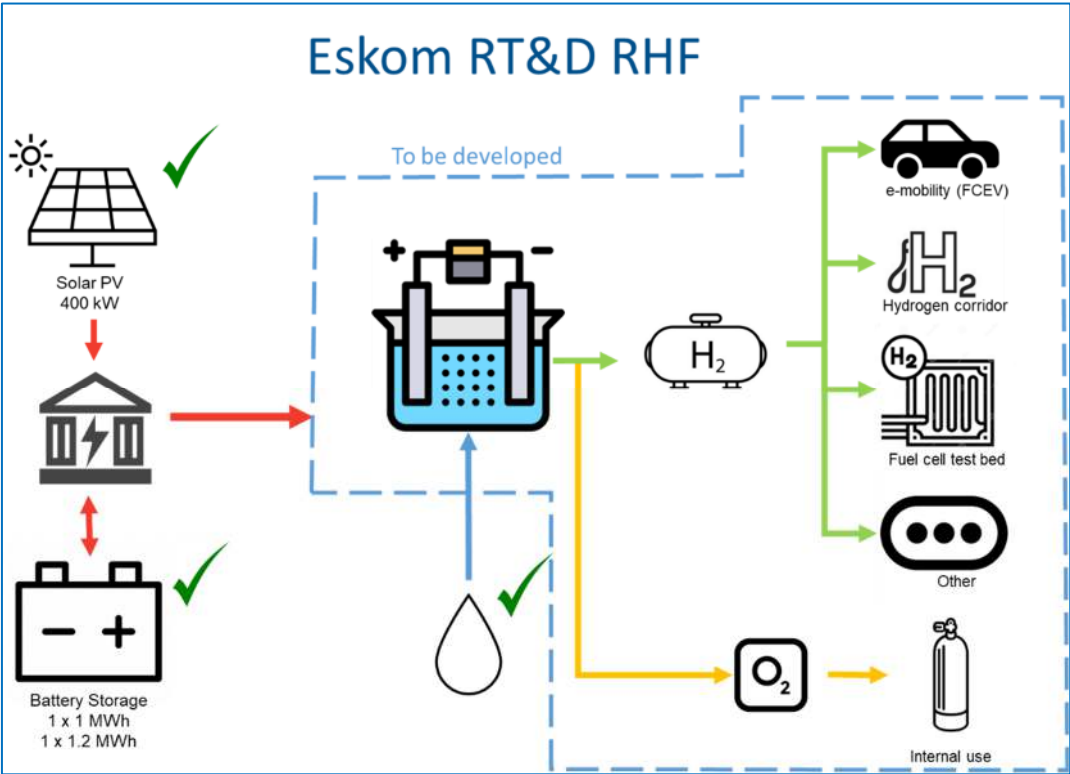 Eskom RT&D RHF
To be developed
Solar PV
400 kW
Battery Storage
1 x 1 MWh
1 x 1.2 MWh
+
−
H2
e-mobility (FCEV)
H2
Hydrogen corridor
H2
Fuel cell test bed
Other
O2
Internal use
− +